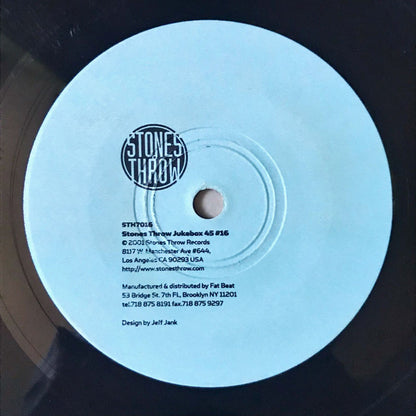 STONES
THROW
STH7016
Stones Throw Jukebox 45 #16
© 2001 Stones Throw Records
8117 W. Manchester Ave #644,
Los Angeles CA 90293 USA
http://www.stonesthrow.com
Manufactured & distributed by Fat Beat
53 Bridge St. 7th FL, Brooklyn NY 11201
tel.718 875 8191 fax.718 875 9297
Design by Jeff Jank